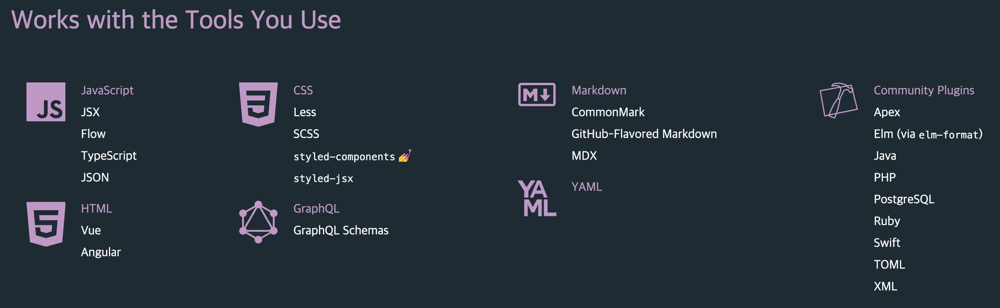 Works with the Tools You Use
JS
JavaScript
JSX
Flow
TypeScript
JSON
HTML
Vue
Angular
CSS
Less
SCSS
styled-components 💅
styled-jsx
GraphQL
GraphQL Schemas
M
Markdown
CommonMark
GitHub-Flavored Markdown
MDX
YA
ML
YAML
Community Plugins
Apex
Elm (via elm-format)
Java
PHP
PostgreSQL
Ruby
Swift
TOML
XML